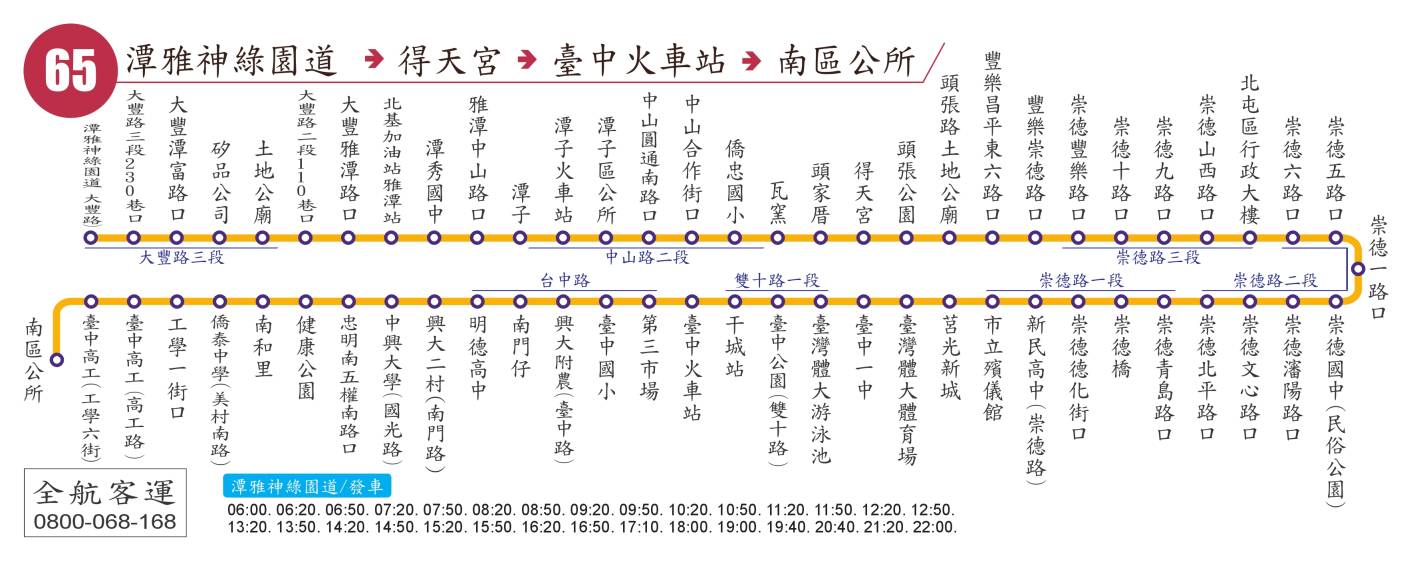 65
潭雅神綠園道 ➔ 得天宮 ➔ 臺中火車站 ➔ 南區公所
潭雅神綠園道(大豐路)
大豐路三段230巷口
大豐潭富路口
矽品公司
土地公廟
大豐路二段110巷口
大豐雅潭路口
北基加油站雅潭站
潭秀國中
雅潭中山路口
潭子
潭子火車站
潭子區公所
中山圓通南路口
中山合作街口
僑忠國小
瓦窯
頭家厝
得天宮
頭張公園
頭張路土地公廟
豐樂昌平東六路口
豐樂崇德路口
崇德豐樂路口
崇德十路口
崇德九路口
崇德山西路口
北屯區行政大樓
崇德六路口
崇德五路口
崇德一路口
大豐路三段
中山路二段
崇德路三段
台中路
雙十路一段
崇德路一段
崇德路二段
南區公所
臺中高工(工學六街)
臺中高工(高工路)
工學一街口
僑泰中學(美村南路)
南和里
健康公園
忠明南五權南路口
中興大學(國光路)
興大二村(南門路)
明德高中
南門仔
興大附農(臺中路)
臺中國小
第三市場
臺中火車站
干城站
臺中公園(雙十路)
臺灣體大游泳池
臺中一中
臺灣體大體育場
莒光新城
市立殯儀館
新民高中(崇德路)
崇德德化街口
崇德橋
崇德青島路口
崇德北平路口
崇德文心路口
崇德瀋陽路口
崇德國中(民俗公園)
全航客運
0800-068-168
潭雅神綠園道/發車
06:00. 06:20. 06:50. 07:20. 07:50. 08:20. 08:50. 09:20. 09:50. 10:20. 10:50. 11:20. 11:50. 12:20. 12:50.
13:20. 13:50. 14:20. 14:50. 15:20. 15:50. 16:20. 16:50. 17:10. 18:00. 19:00. 19:40. 20:40. 21:20. 22:00.